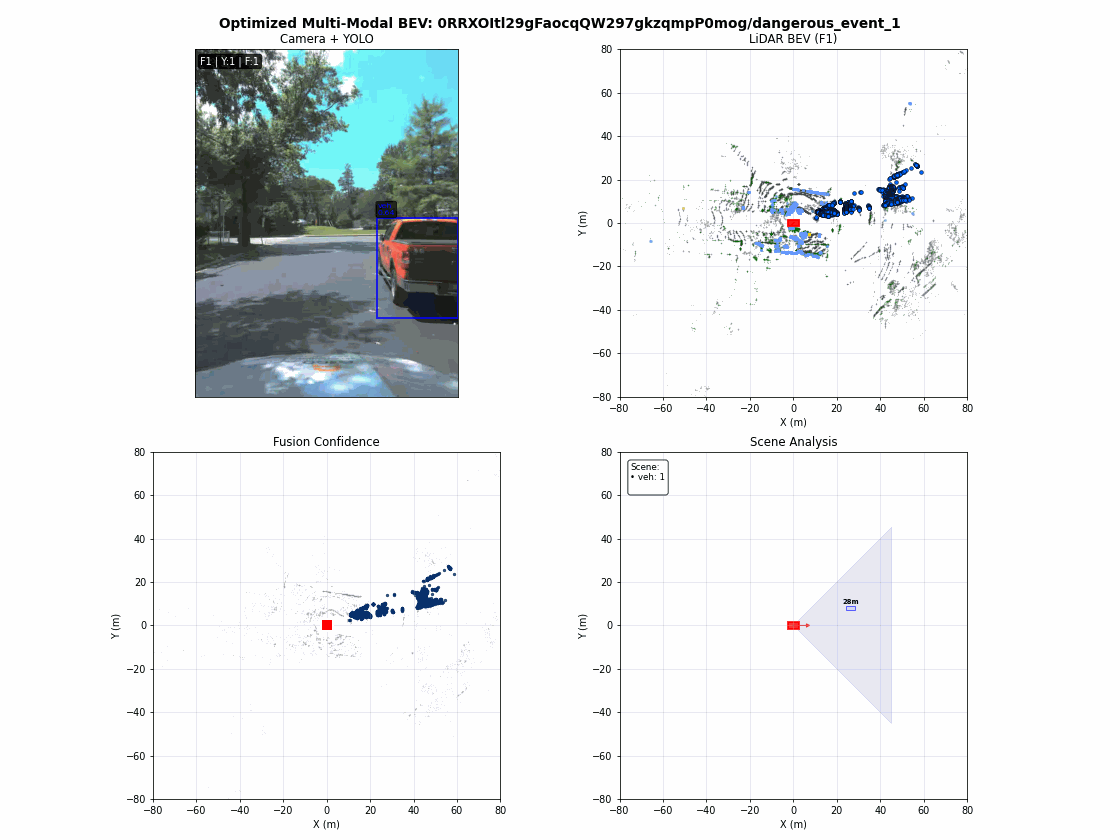 Optimized Multi-Modal BEV: 0RRXOItl29gFaocqQW297gkzqmpP0mog/dangerous_event_1
Camera + YOLO
F1 | Y:1 | F:1
LiDAR BEV (F1)
80
60
40
20
0
−20
−40
−60
−80
Y (m)
−80 −60 −40 −20 0 20 40 60 80
X (m)
Fusion Confidence
80
60
40
20
0
−20
−40
−60
−80
Y (m)
−80 −60 −40 −20 0 20 40 60 80
X (m)
Scene Analysis
Scene:
• veh: 1
28m
80
60
40
20
0
−20
−40
−60
−80
Y (m)
−80 −60 −40 −20 0 20 40 60 80
X (m)